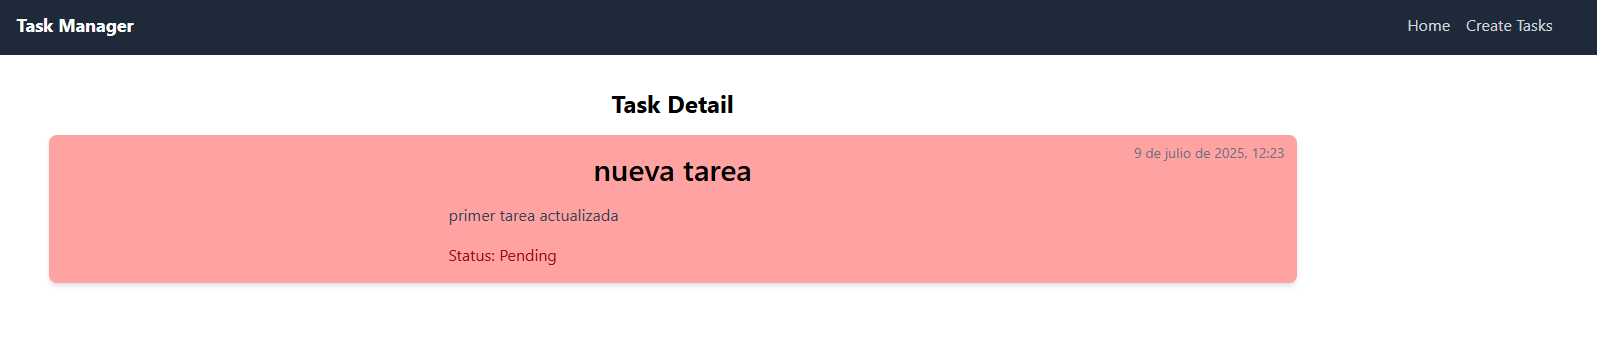 Task Manager
Home
Create Tasks
Task Detail
9 de julio de 2025, 12:23
nueva tarea
primer tarea actualizada
Status: Pending